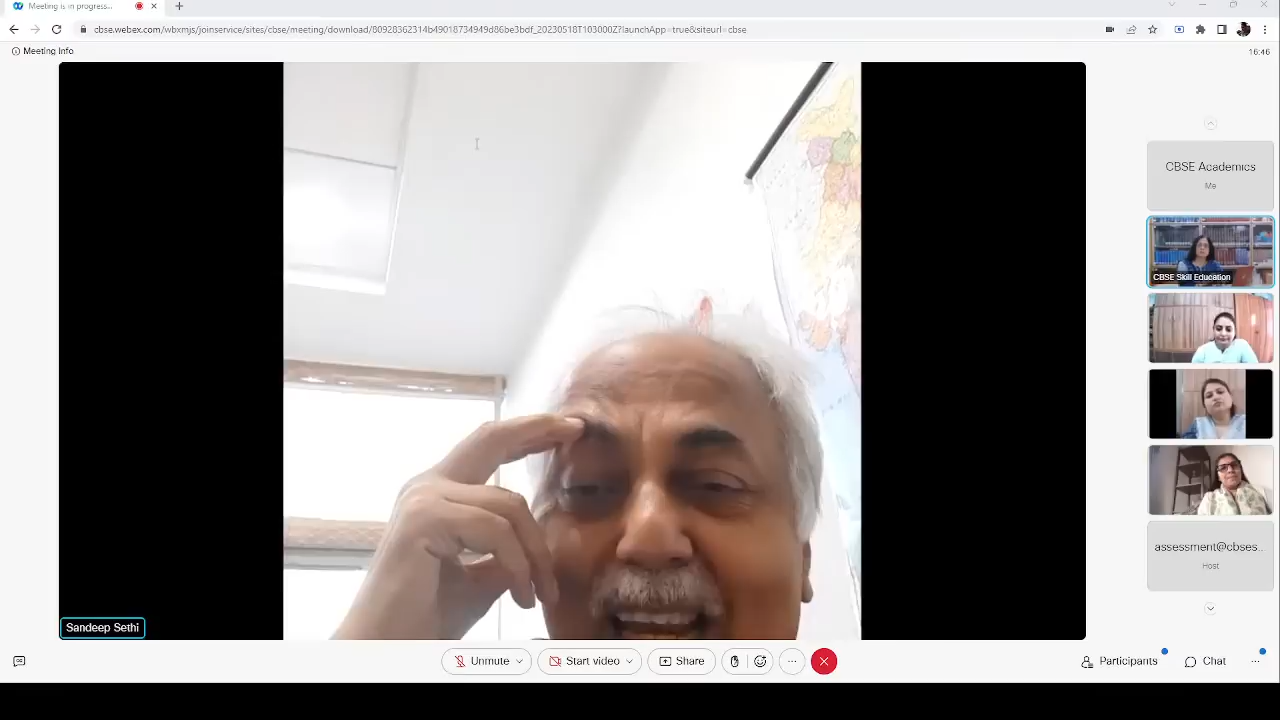 Meeting is in progress...
cbse.webex.com/wbxmjs/joinservice/sites/cbse/meeting/download/80928362314b49018734949d86be3bdf_20230518T103000Z?launchApp=true&siteurl=cbse
Meeting Info
16:46
CBSE Academics
Me
CBSE Skill Education
assessment@cbses...
Host
Sandeep Sethi
Unmute
Start video
Share
Participants
Chat